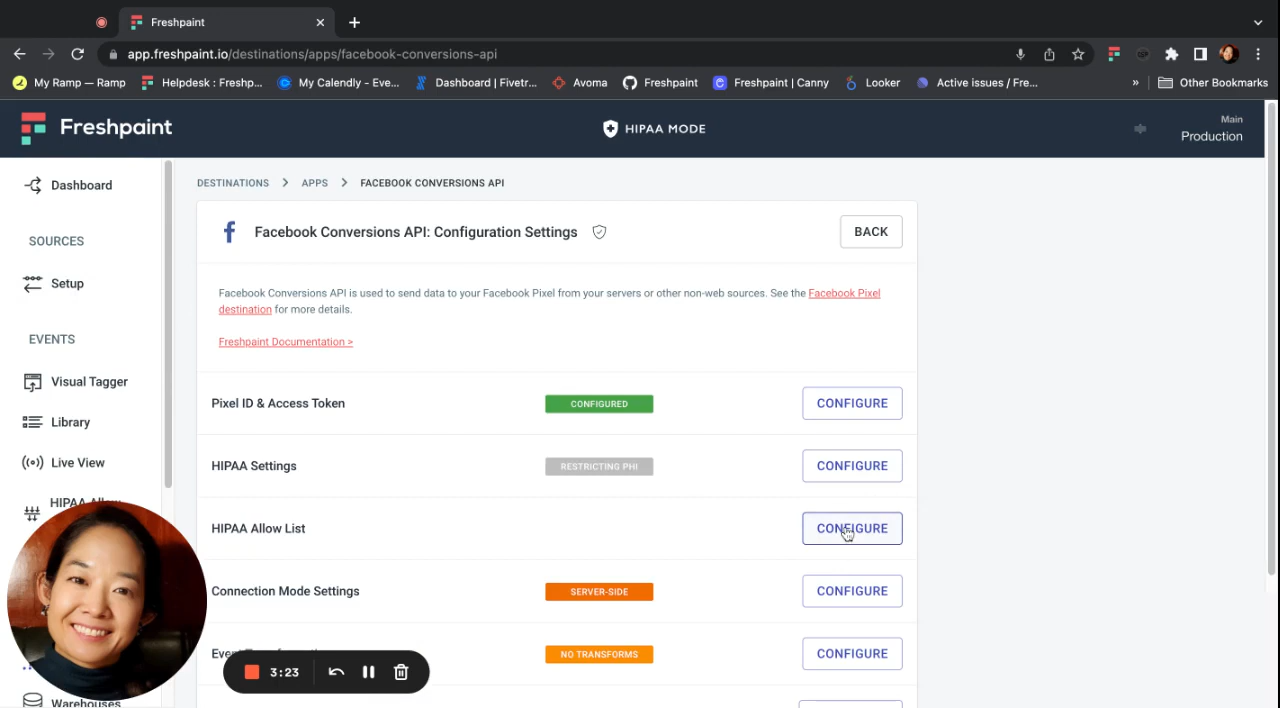 Freshpaint
app.freshpaint.io/destinations/apps/facebook-conversions-api
My Ramp — Ramp
Helpdesk : Freshp...
My Calendly - Eve...
Dashboard | Fivetr...
Avoma
Freshpaint
Freshpaint | Canny
Looker
Active issues / Fre...
»
Other Bookmarks
Freshpaint
HIPAA MODE
Main
Production
Dashboard
SOURCES
Setup
EVENTS
Visual Tagger
Library
Live View
HIPAA Allow
Warehouses
DESTINATIONS > APPS > FACEBOOK CONVERSIONS API
Facebook Conversions API: Configuration Settings
BACK
Facebook Conversions API is used to send data to your Facebook Pixel from your servers or other non-web sources. See the Facebook Pixel
destination for more details.
Freshpaint Documentation >
Pixel ID & Access Token
CONFIGURED
CONFIGURE
HIPAA Settings
RESTRICTING PHI
CONFIGURE
HIPAA Allow List
CONFIGURE
Connection Mode Settings
SERVER-SIDE
CONFIGURE
NO TRANSFORMS
CONFIGURE
3:23